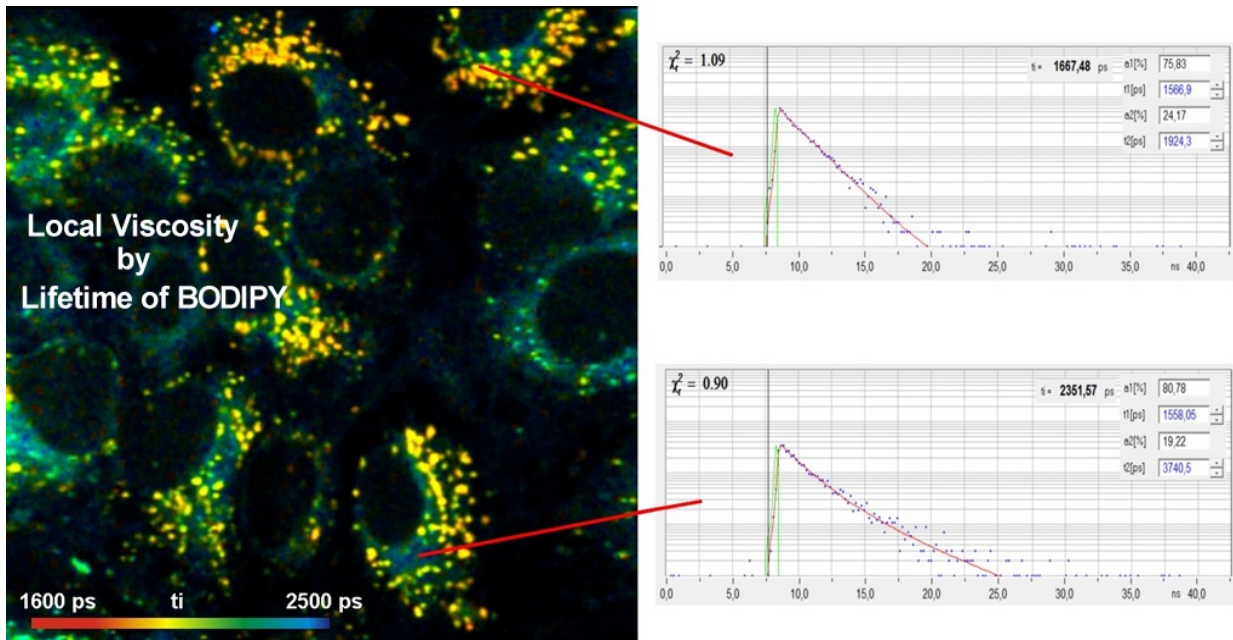 Local Viscosity
by
Lifetime of BODIPY
1600 ps ti 2500 ps
χr² = 1.09
ti = 1667,48 ps
a1[%] 75,83
t1[ps] 1566,9
a2[%] 24,17
t2[ps] 1924,3
0,0 5,0 10,0 15,0 20,0 25,0 30,0 35,0 ns 40,0
χr² = 0.90
ti = 2351,57 ps
a1[%] 80,78
t1[ps] 1558,05
a2[%] 19,22
t2[ps] 3740,5
0,0 5,0 10,0 15,0 20,0 25,0 30,0 35,0 ns 40,0